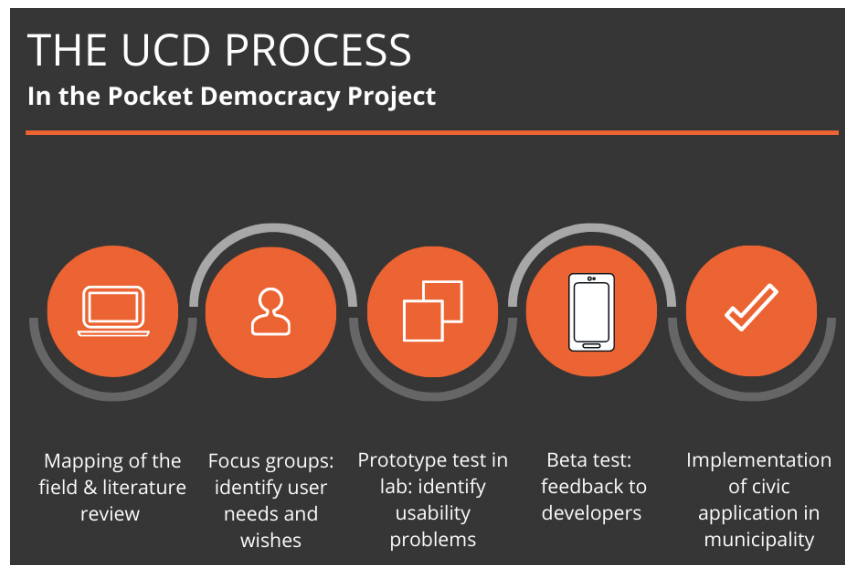 THE UCD PROCESS
In the Pocket Democracy Project
Mapping of the
field & literature
review
Focus groups:
identify user
needs and
wishes
Prototype test in
lab: identify
usability
problems
Beta test:
feedback to
developers
Implementation
of civic
application in
municipality